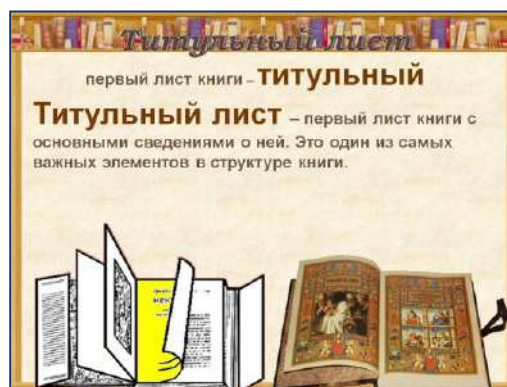 Титульный лист
первый лист книги – титульный
Титульный лист – первый лист книги с
основными сведениями о ней. Это один из самых
важных элементов в структуре книги.